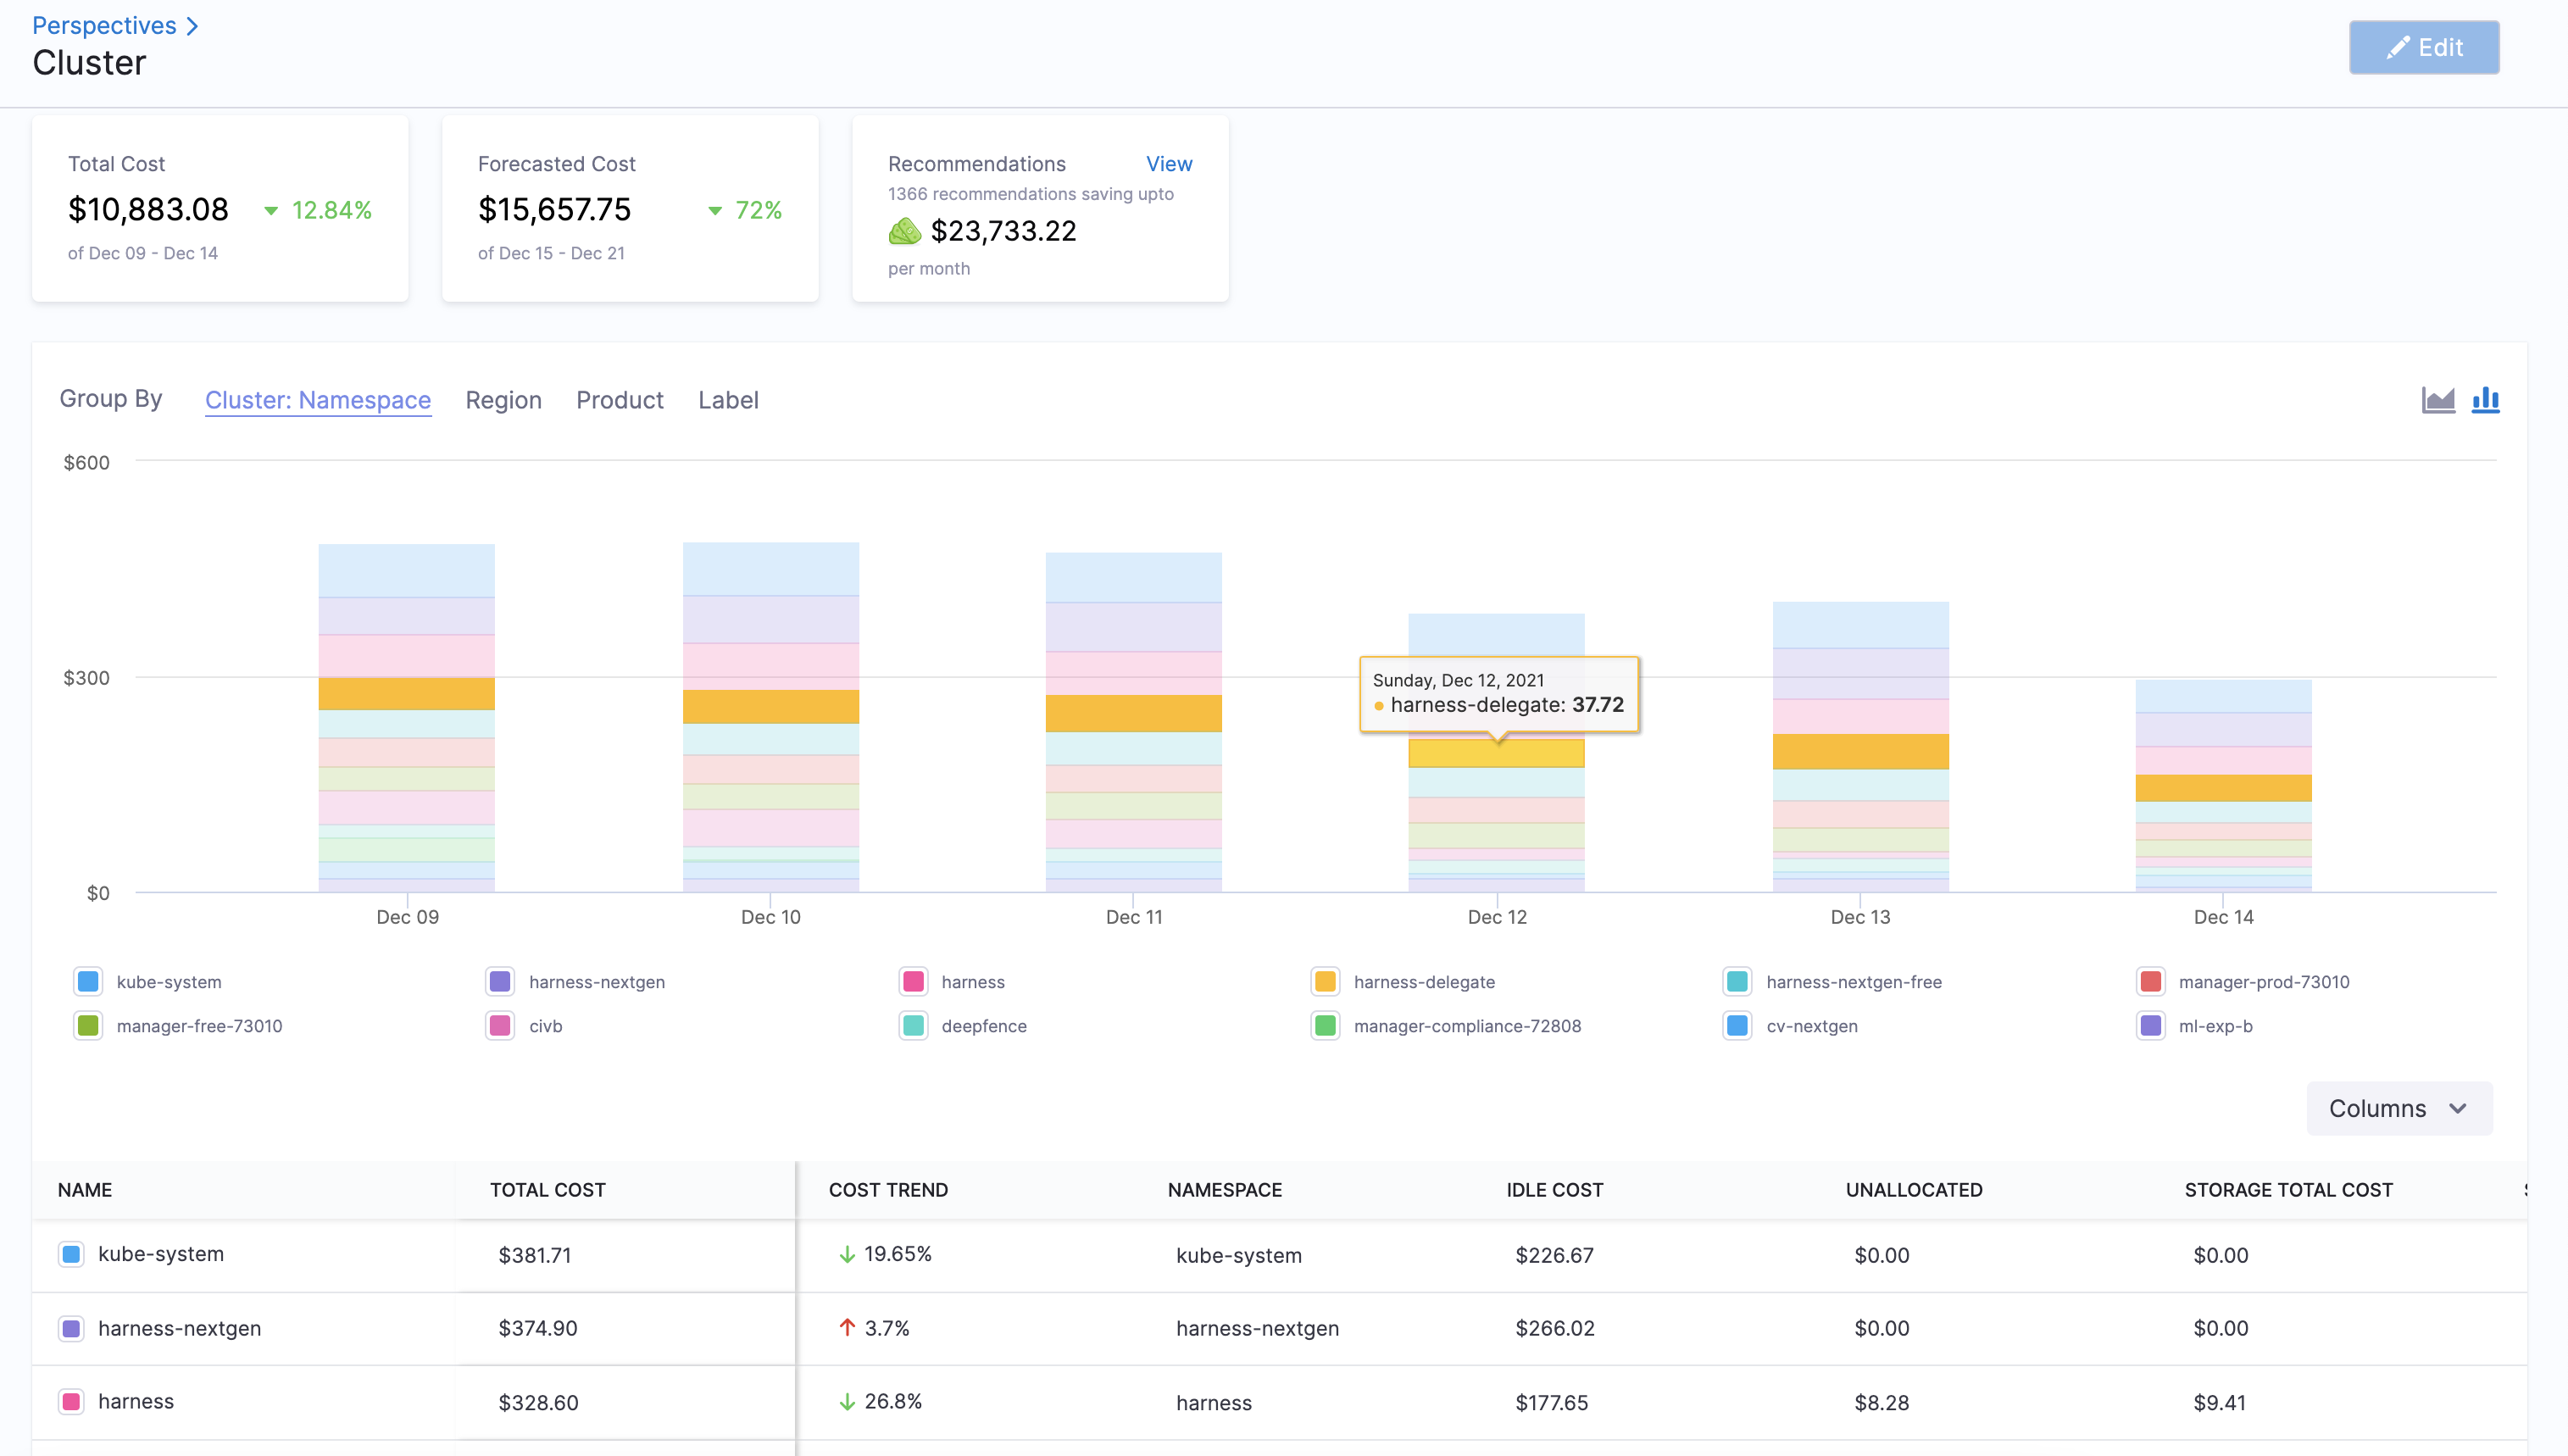 Perspectives
Cluster
Edit
Total Cost
$10,883.08 12.84%
of Dec 09 - Dec 14
Forecasted Cost
$15,657.75 72%
of Dec 15 - Dec 21
Recommendations View
1366 recommendations saving upto
$23,733.22
per month
Group By Cluster: Namespace Region Product Label
$600
$300
$0
Sunday, Dec 12, 2021
harness-delegate: 37.72
Dec 09 Dec 10 Dec 11 Dec 12 Dec 13 Dec 14
kube-system harness-nextgen harness harness-delegate harness-nextgen-free manager-prod-73010
manager-free-73010 civb deepfence manager-compliance-72808 cv-nextgen ml-exp-b
Columns
NAME TOTAL COST COST TREND NAMESPACE IDLE COST UNALLOCATED STORAGE TOTAL COST
kube-system $381.71 19.65% kube-system $226.67 $0.00 $0.00
harness-nextgen $374.90 3.7% harness-nextgen $266.02 $0.00 $0.00
harness $328.60 26.8% harness $177.65 $8.28 $9.41